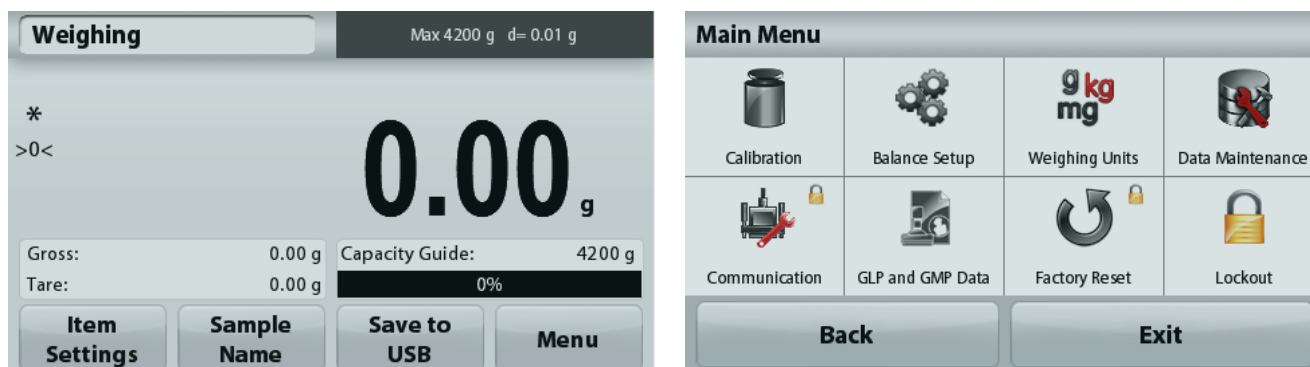 Weighing
Max 4200 g d= 0.01 g
*
>0<
0.00 g
Gross: 0.00 g
Tare: 0.00 g
Capacity Guide: 4200 g
0%
Item Settings
Sample Name
Save to USB
Menu
Main Menu
g kg
mg
Calibration
Balance Setup
Weighing Units
Data Maintenance
Communication
GLP and GMP Data
Factory Reset
Lockout
Back
Exit